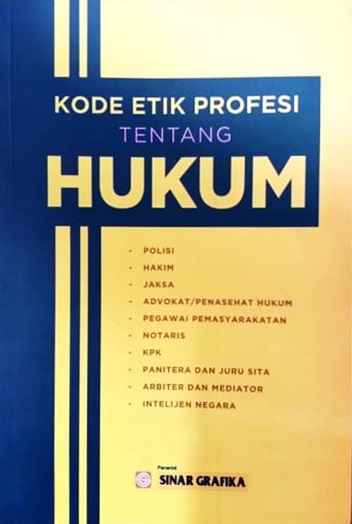 KODE ETIK PROFESI
TENTANG
HUKUM
- POLISI
- HAKIM
- JAKSA
- ADVOKAT/PENASEHAT HUKUM
- PEGAWAI PEMASYARAKATAN
- NOTARIS
- KPK
- PANITERA DAN JURU SITA
- ARBITER DAN MEDIATOR
- INTELIJEN NEGARA
Penerbit
SINAR GRAFIKA